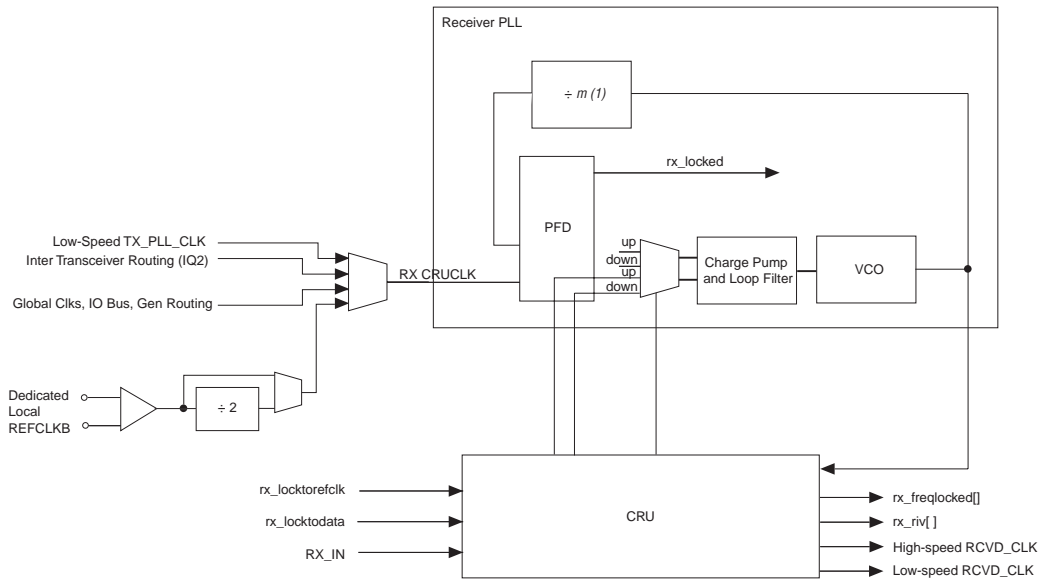 Receiver PLL
÷ m (1)
rx_locked
PFD
up
down
up
down
Charge Pump
and Loop Filter
VCO
Low-Speed TX_PLL_CLK
Inter Transceiver Routing (IQ2)
RX CRUCLK
Global Clks, IO Bus, Gen Routing
Dedicated
Local
REFCLKB
÷ 2
rx_locktorefclk
rx_locktodata
RX_IN
CRU
rx_freqlocked[]
rx_riv[ ]
High-speed RCVD_CLK
Low-speed RCVD_CLK